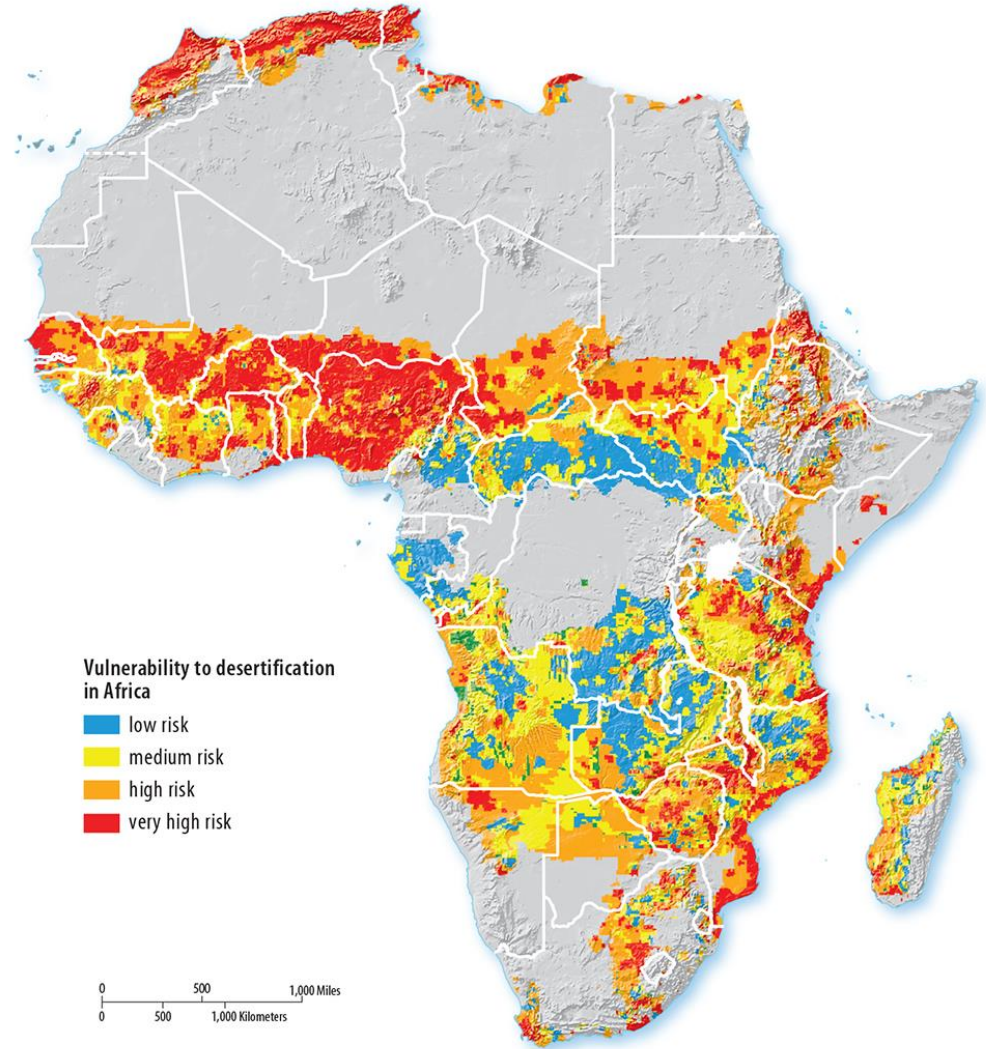 Vulnerability to desertification
in Africa
low risk
medium risk
high risk
very high risk
0 500 1,000 Miles
0 500 1,000 Kilometers